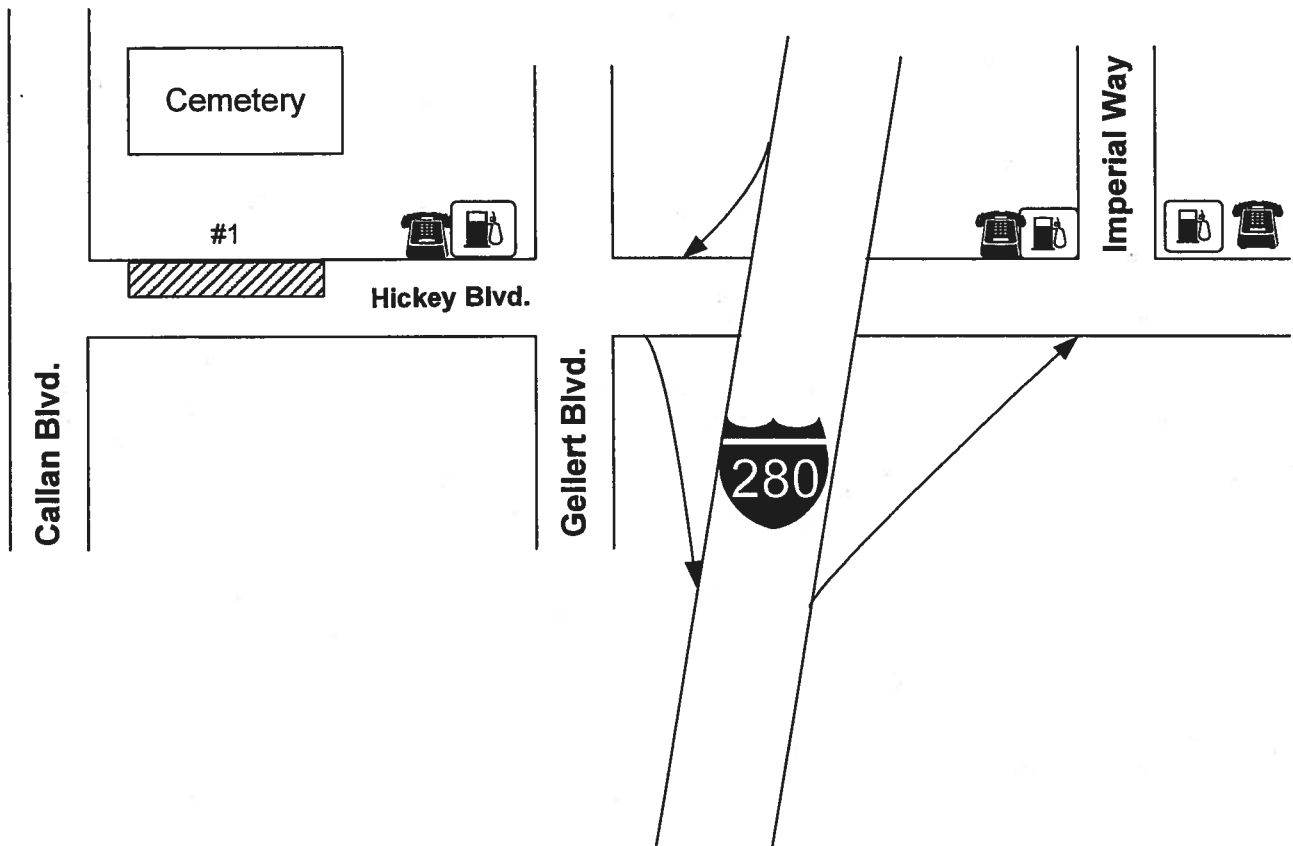 Cemetery
Imperial Way
#1
Hickey Blvd.
Callan Blvd.
Gellert Blvd.
280